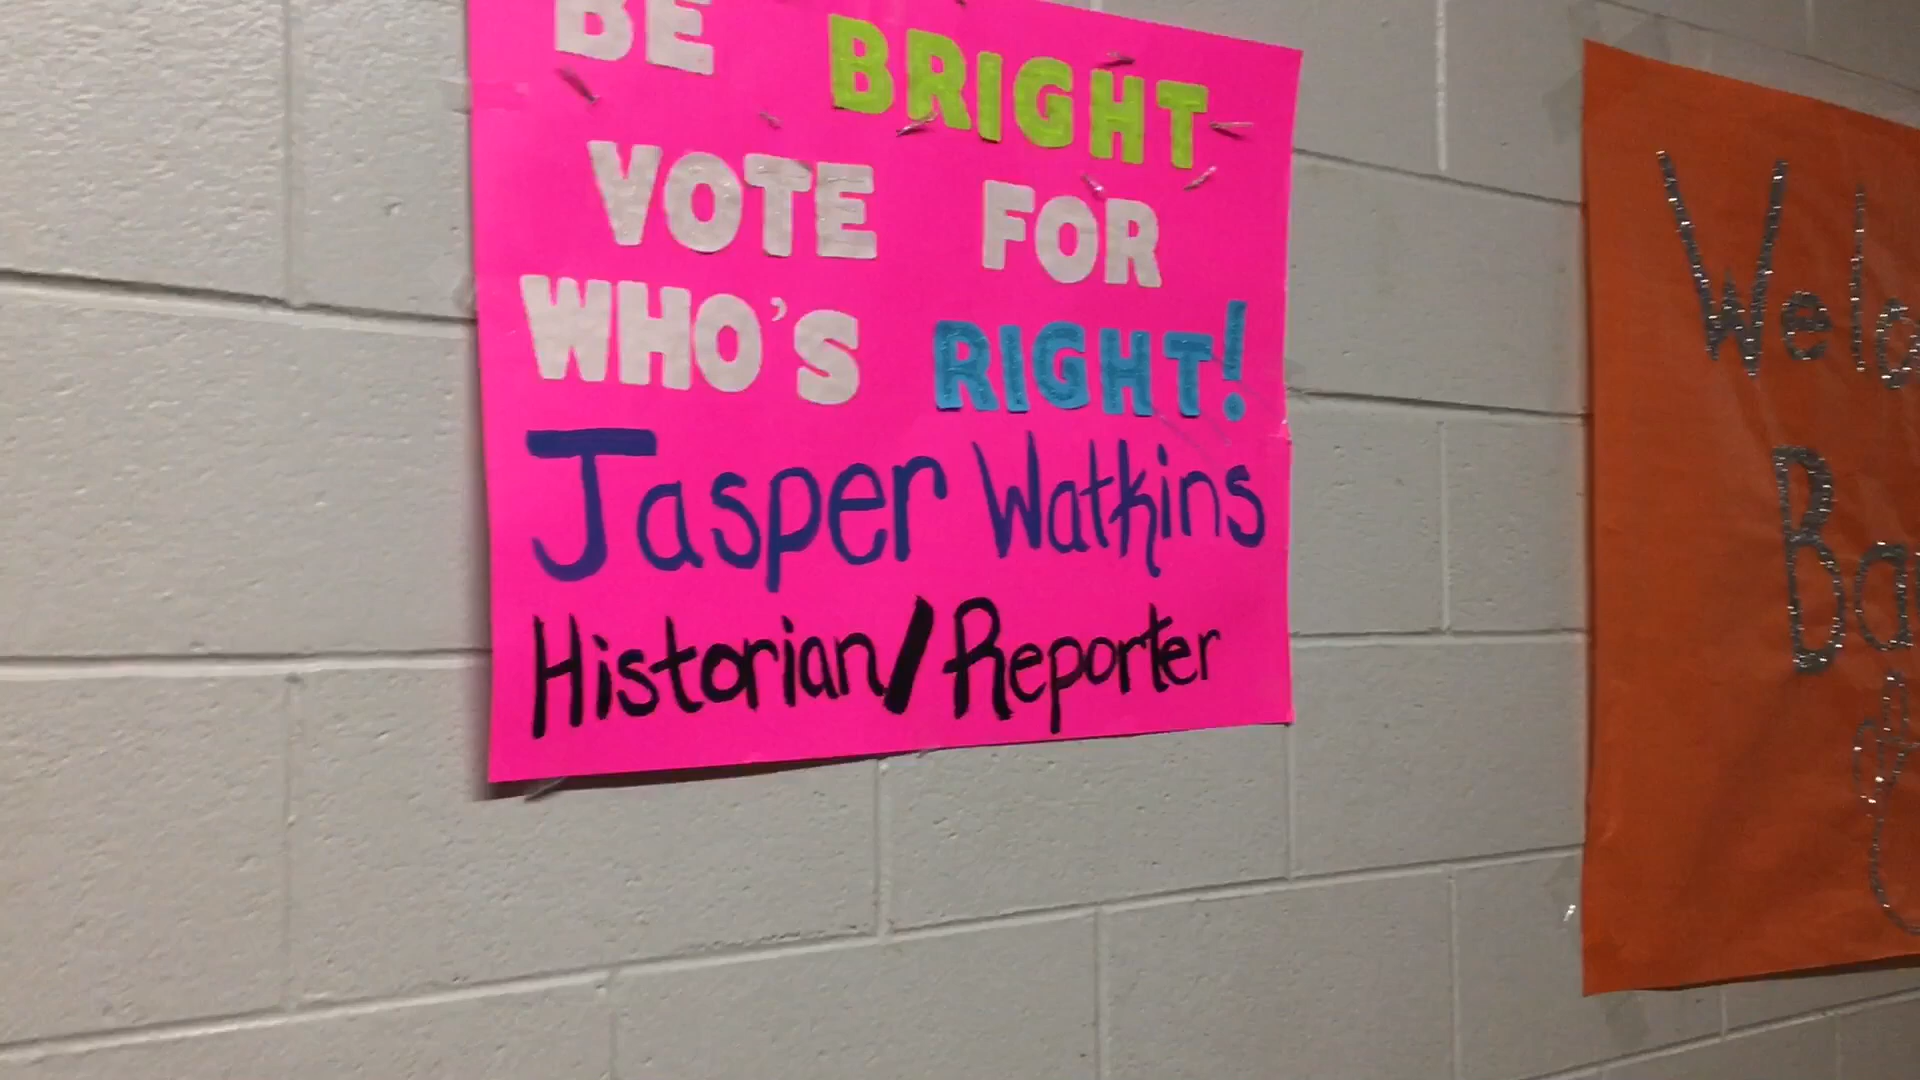 BE BRIGHT
VOTE FOR
WHO'S RIGHT!
Jasper Watkins
Historian/Reporter